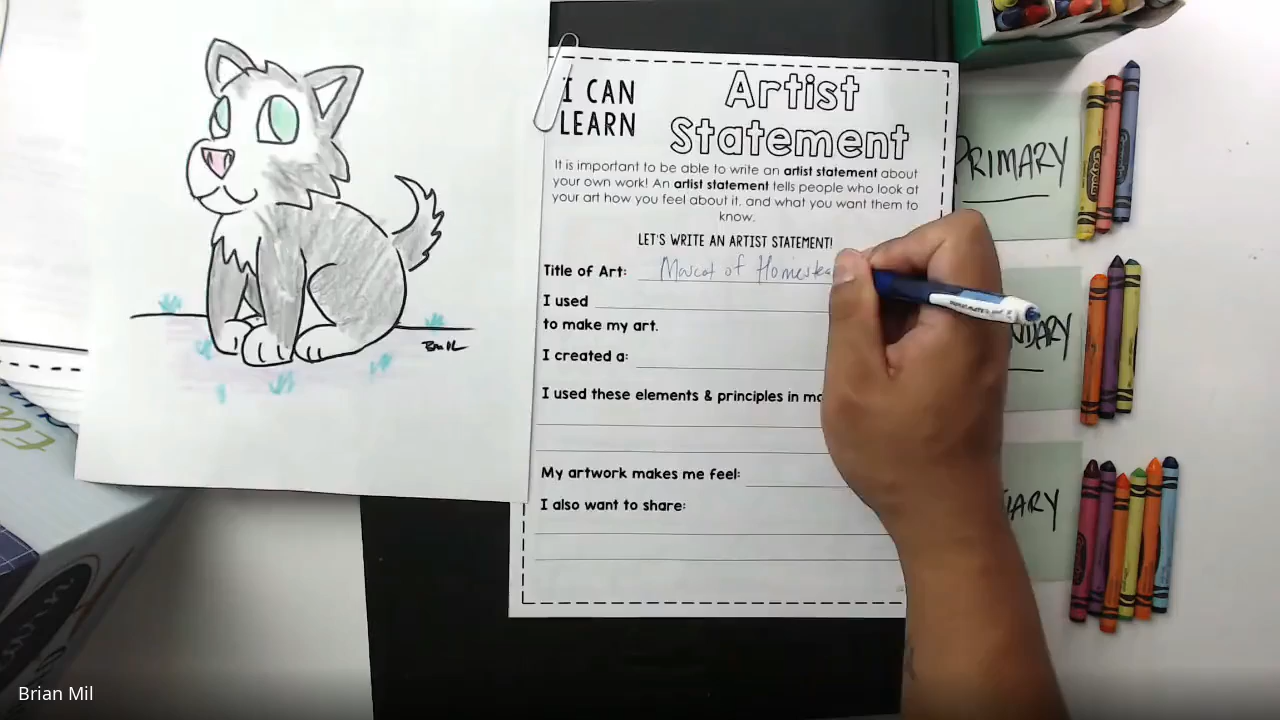 I CAN
LEARN
Artist
Statement
It is important to be able to write an artist statement about
your own work! An artist statement tells people who look at
your art how you feel about it, and what you want them to
know.
LET'S WRITE AN ARTIST STATEMENT!
Title of Art: Mascot of Homestea
I used
to make my art.
I created a:
I used these elements & principles in
My artwork makes me feel:
I also want to share:
PRIMARY
Brian Mil